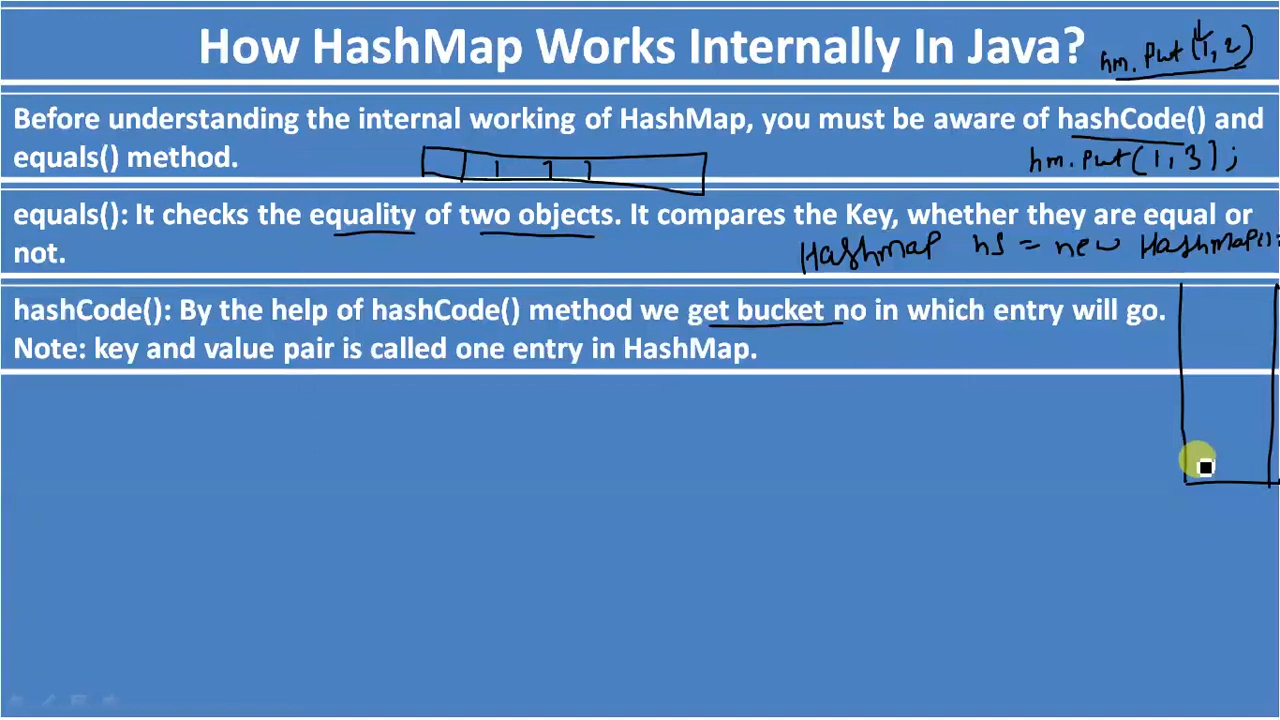 How HashMap Works Internally In Java?
hm.put(1,2)
Before understanding the internal working of HashMap, you must be aware of hashCode() and
equals() method.
hm.put(1,3);
equals(): It checks the equality of two objects. It compares the Key, whether they are equal or
not.
Hashmap hs = new HashMap();
hashCode(): By the help of hashCode() method we get bucket no in which entry will go.
Note: key and value pair is called one entry in HashMap.